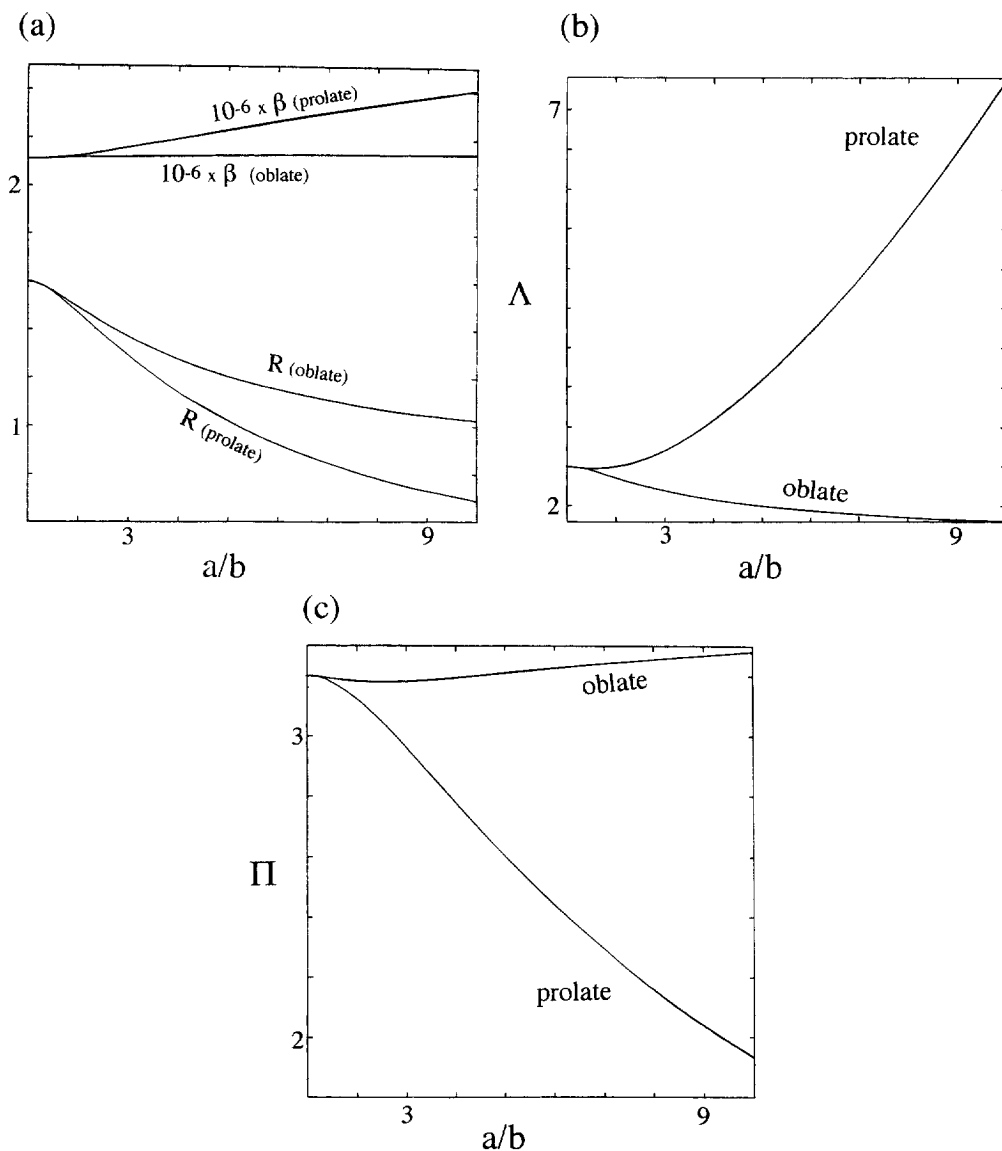 (a)
10-6 x β (prolate)
10-6 x β (oblate)
2
R (oblate)
R (prolate)
1
3
9
a/b
(b)
7
prolate
Λ
oblate
2
3
9
a/b
(c)
oblate
3
Π
prolate
2
3
9
a/b